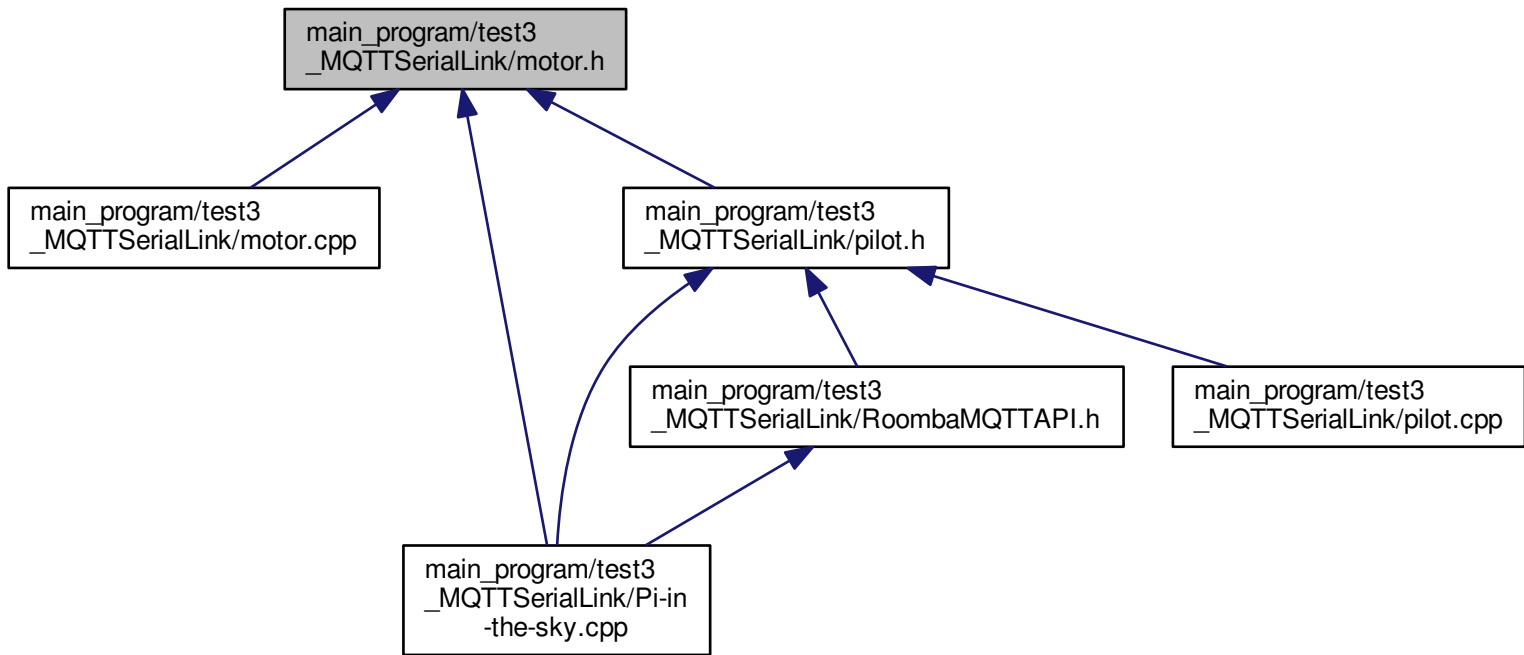 main_program/test3
_MQTTSerialLink/motor.h
main_program/test3
_MQTTSerialLink/motor.cpp
main_program/test3
_MQTTSerialLink/pilot.h
main_program/test3
_MQTTSerialLink/RoombaMQTTAPI.h
main_program/test3
_MQTTSerialLink/pilot.cpp
main_program/test3
_MQTTSerialLink/Pi-in
-the-sky.cpp